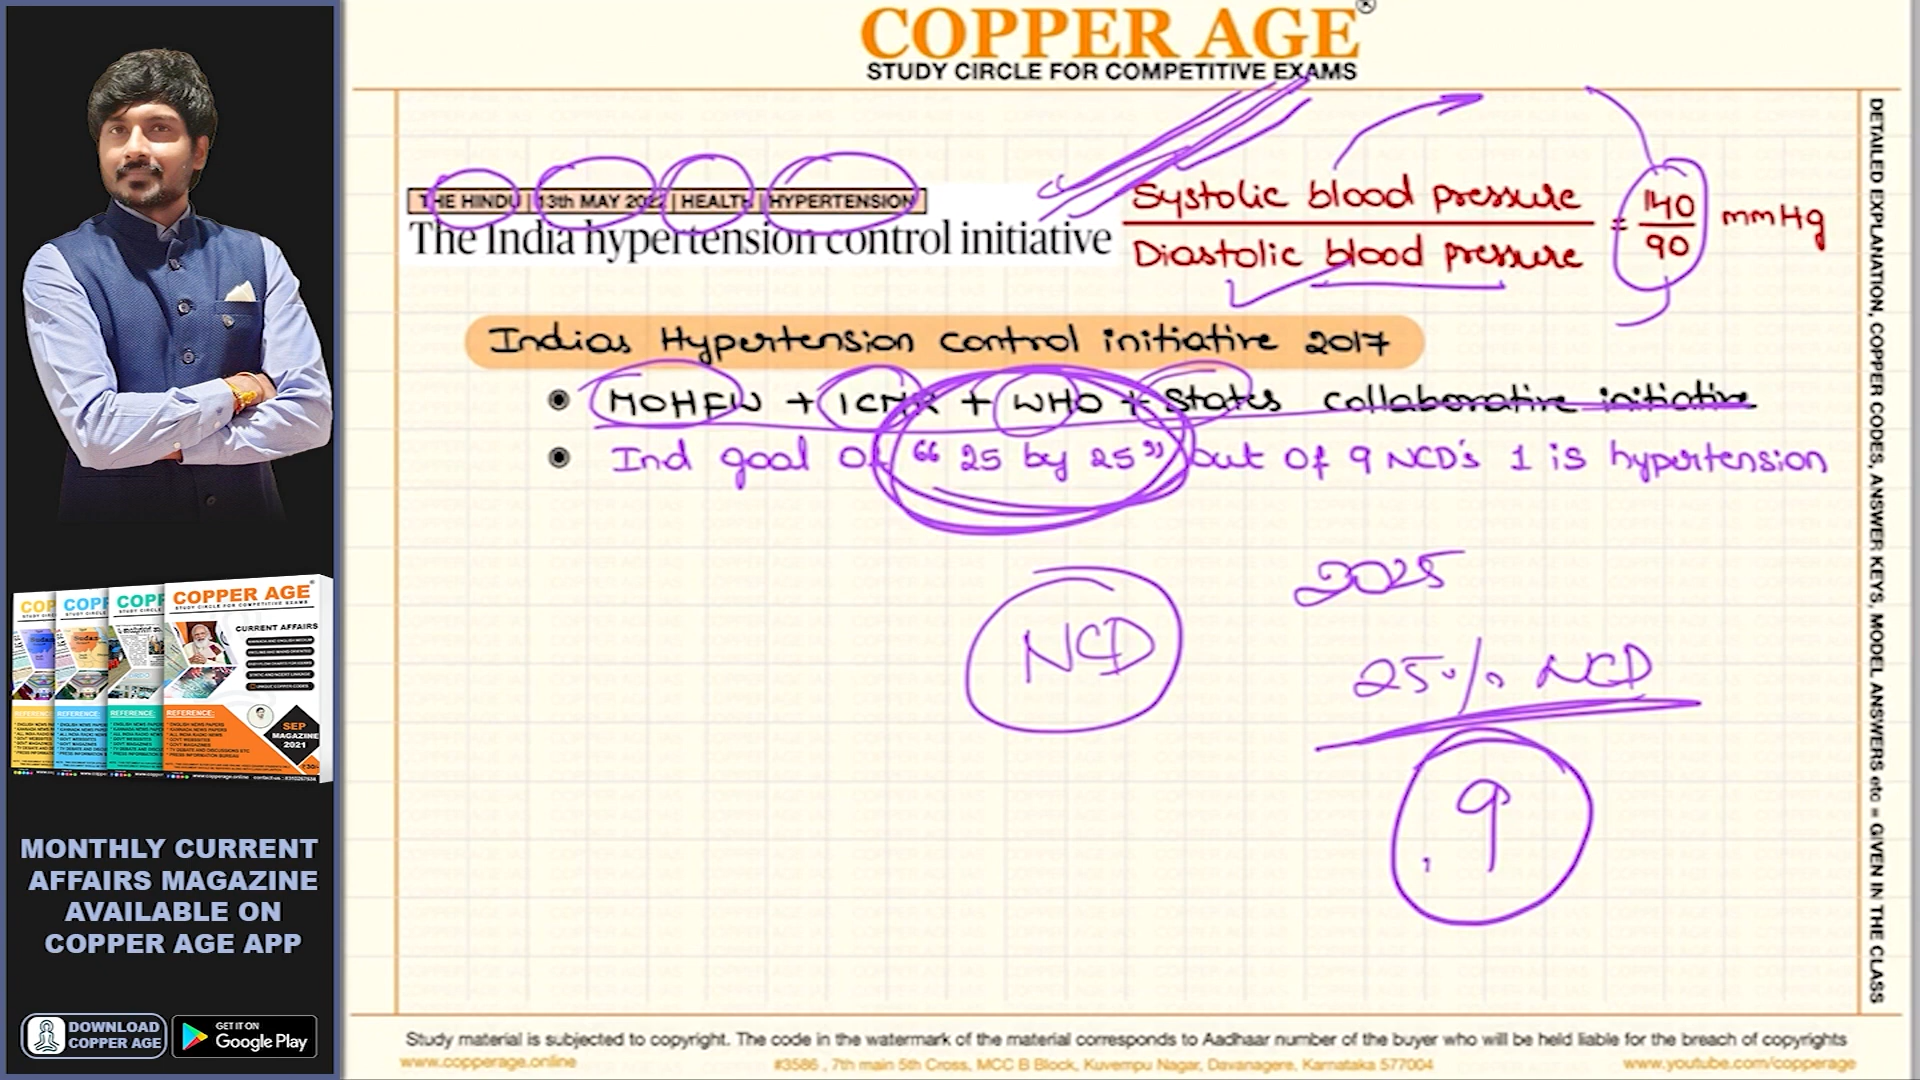 COPPER AGE®
STUDY CIRCLE FOR COMPETITIVE EXAMS
THE HINDU | 13th MAY 2022 | HEALTH | HYPERTENSION
The India hypertension control initiative
Systolic blood pressure
Diastolic blood pressure
= 140
90
mmHg
Indias Hypertension Control initiative 2017
MOHFW + ICMR + WHO + States Collaborative initiative
Ind goal of “25 by 25” out of 9 NCD's 1 is hypertension
NCD
2025
25% NCD
9
COPPER AGE
STUDY CIRCLE FOR COMPETITIVE EXAMS
CURRENT AFFAIRS
REFERENCE:
SEP
MAGAZINE
2021
MONTHLY CURRENT
AFFAIRS MAGAZINE
AVAILABLE ON
COPPER AGE APP
DOWNLOAD
COPPER AGE
GET IT ON
Google Play
DETAILED EXPLANATION, COPPER CODES, ANSWER KEYS, MODEL ANSWERS etc = GIVEN IN THE CLASS
Study material is subjected to copyright. The code in the watermark of the material corresponds to Aadhaar number of the buyer who will be held liable for the breach of copyrights
www.copperage.online
#3586 , 7th main 5th Cross, MCC B Block, Kuvempu Nagar, Davanagere, Karnataka 577004
www.youtube.com/copperage